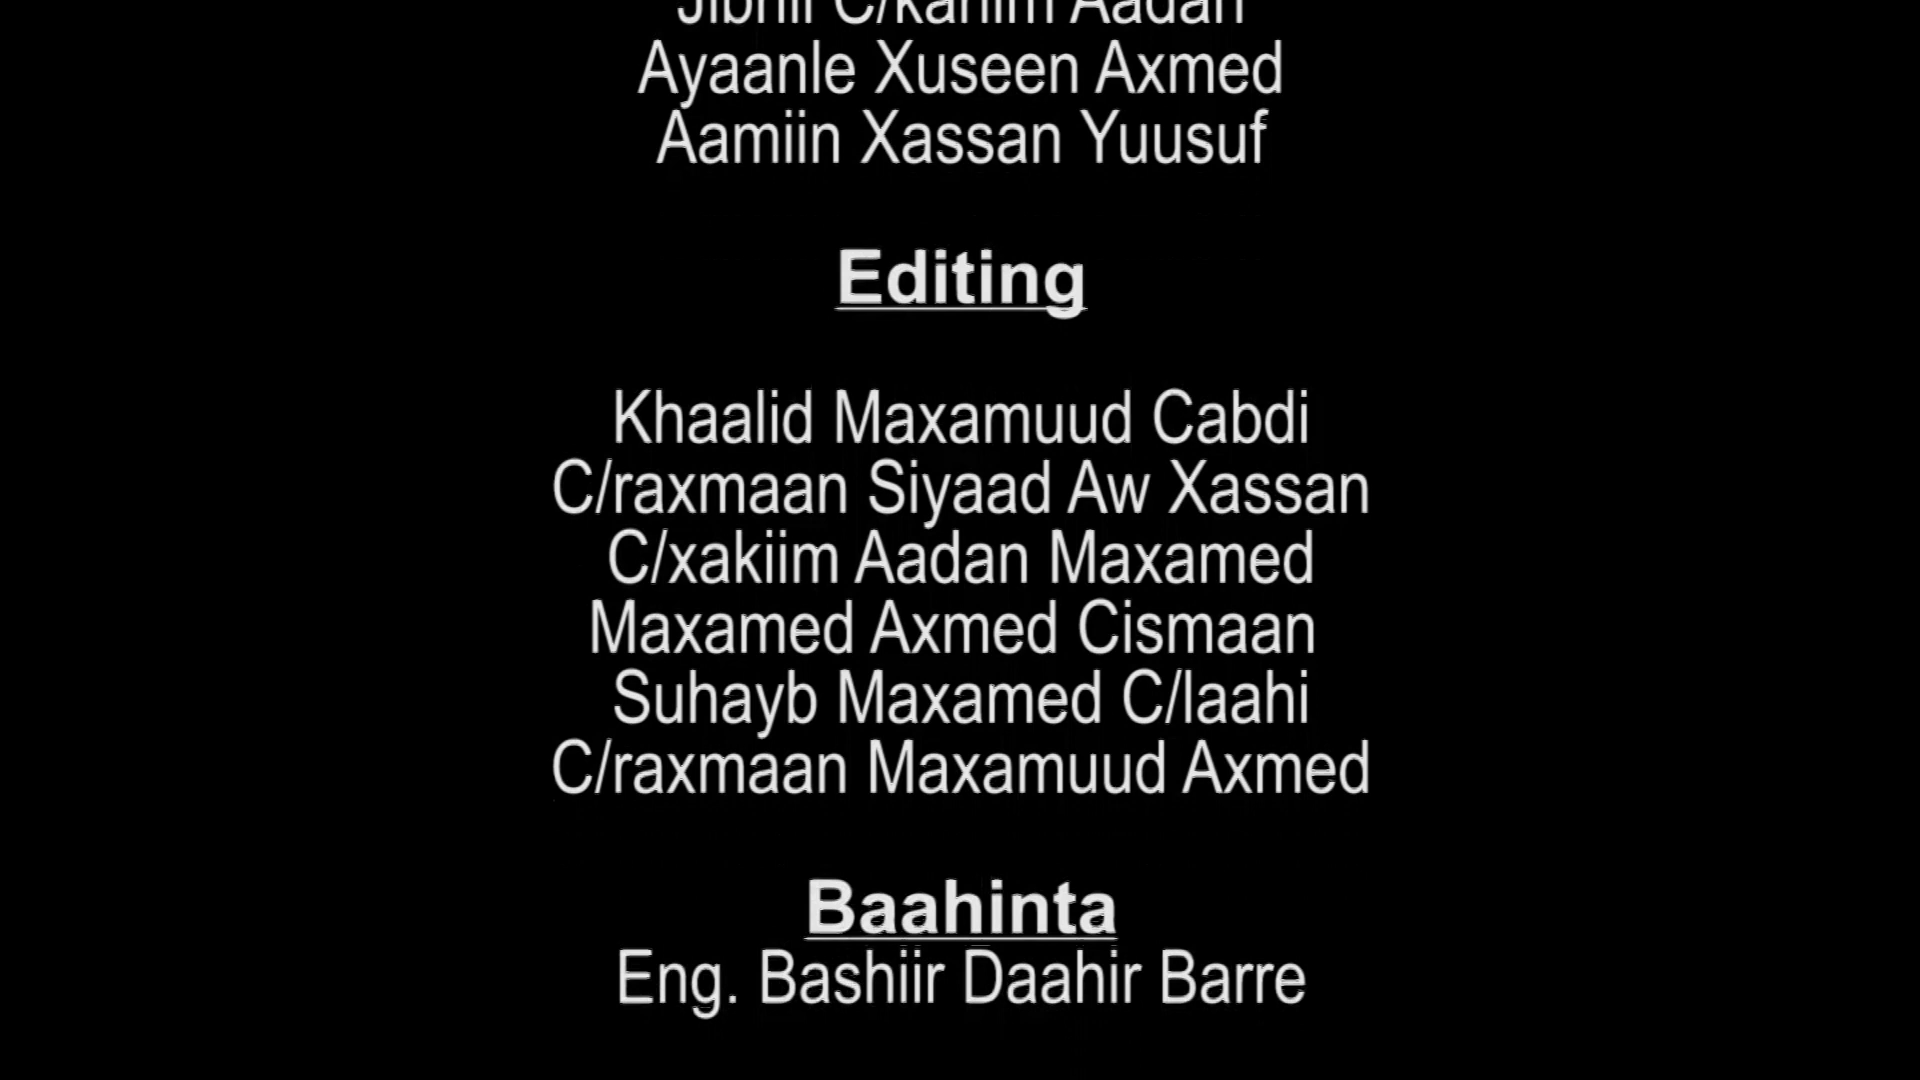 Aadan
Ayaanle Xuseen Axmed
Aamiin Xassan Yuusuf
Editing
Khaalid Maxamuud Cabdi
C/raxmaan Siyaad Aw Xassan
C/xakiim Aadan Maxamed
Maxamed Axmed Cismaan
Suhayb Maxamed C/laahi
C/raxmaan Maxamuud Axmed
Baahinta
Eng. Bashiir Daahir Barre